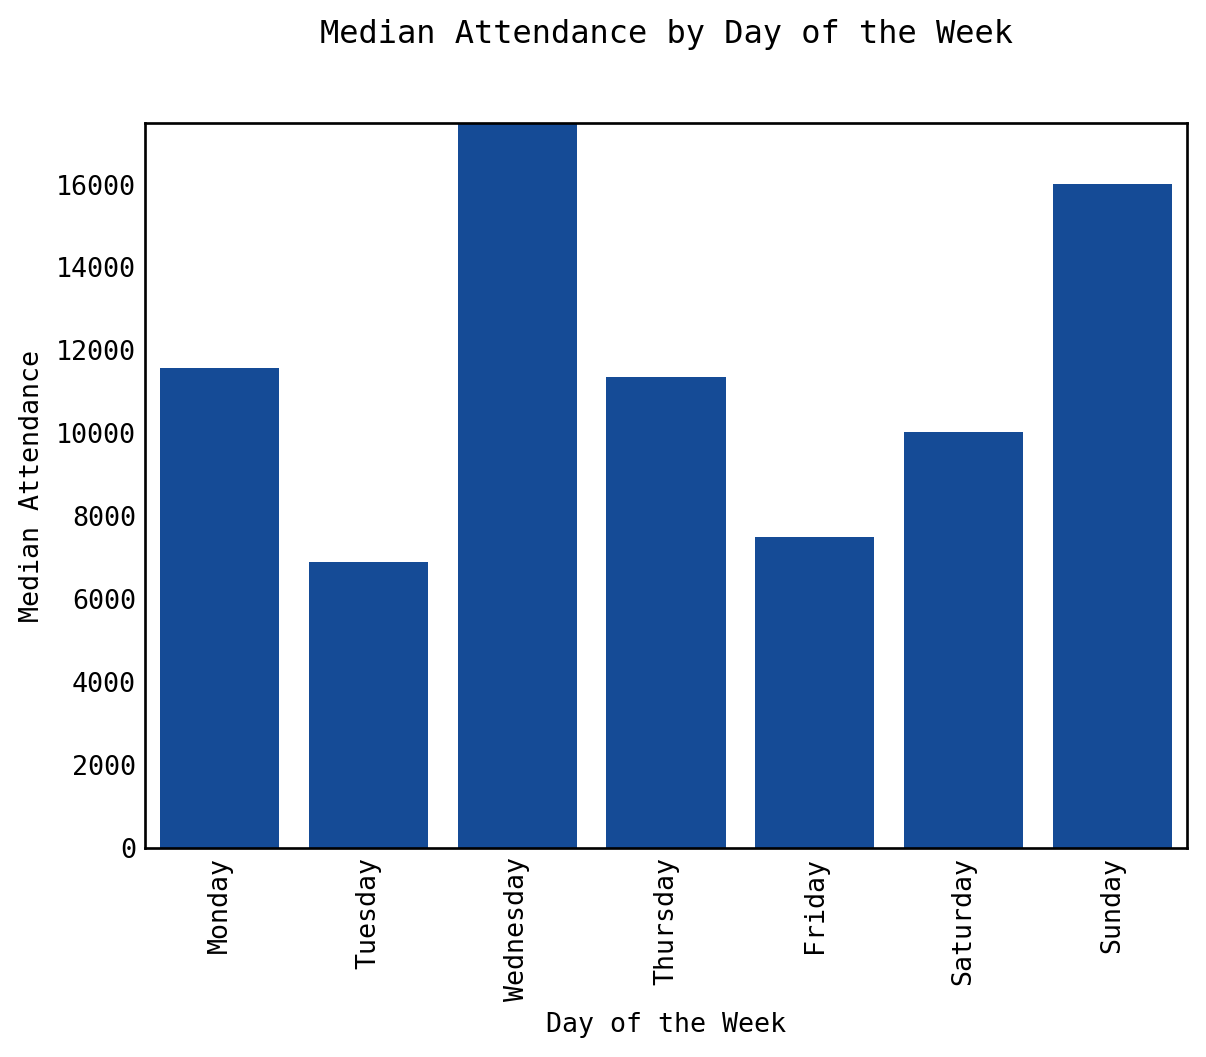 Median Attendance by Day of the Week
Median Attendance
16000
14000
12000
10000
8000
6000
4000
2000
0
Monday
Tuesday
Wednesday
Thursday
Friday
Saturday
Sunday
Day of the Week